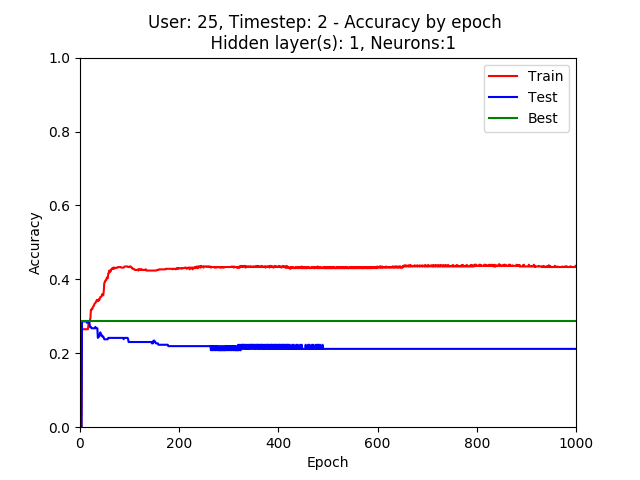 User: 25, Timestep: 2 - Accuracy by epoch
Hidden layer(s): 1, Neurons:1
Train
Test
Best
Accuracy
1.0
0.8
0.6
0.4
0.2
0.0
0 200 400 600 800 1000
Epoch